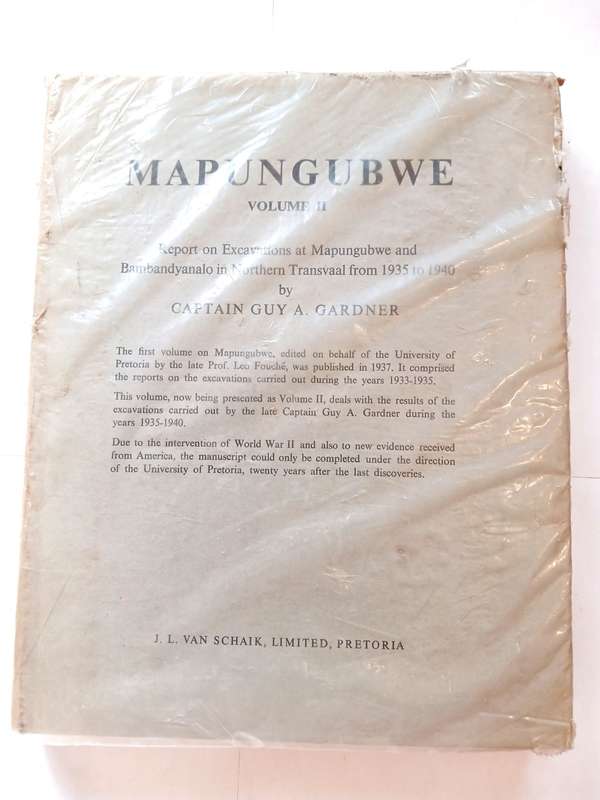 MAPUNGUBWE
VOLUME II
Report on Excavations at Mapungubwe and
Bambandyanalo in Northern Transvaal from 1935 to 1940
by
CAPTAIN GUY A. GARDNER
The first volume on Mapungubwe, edited on behalf of the University of
Pretoria by the late Prof. Leo Fouché, was published in 1937. It comprised
the reports on the excavations carried out during the years 1933-1935.
This volume, now being presented as Volume II, deals with the results of the
excavations carried out by the late Captain Guy A. Gardner during the
years 1935-1940.
Due to the intervention of World War II and also to new evidence received
from America, the manuscript could only be completed under the direction
of the University of Pretoria, twenty years after the last discoveries.
J. L. VAN SCHAIK, LIMITED, PRETORIA